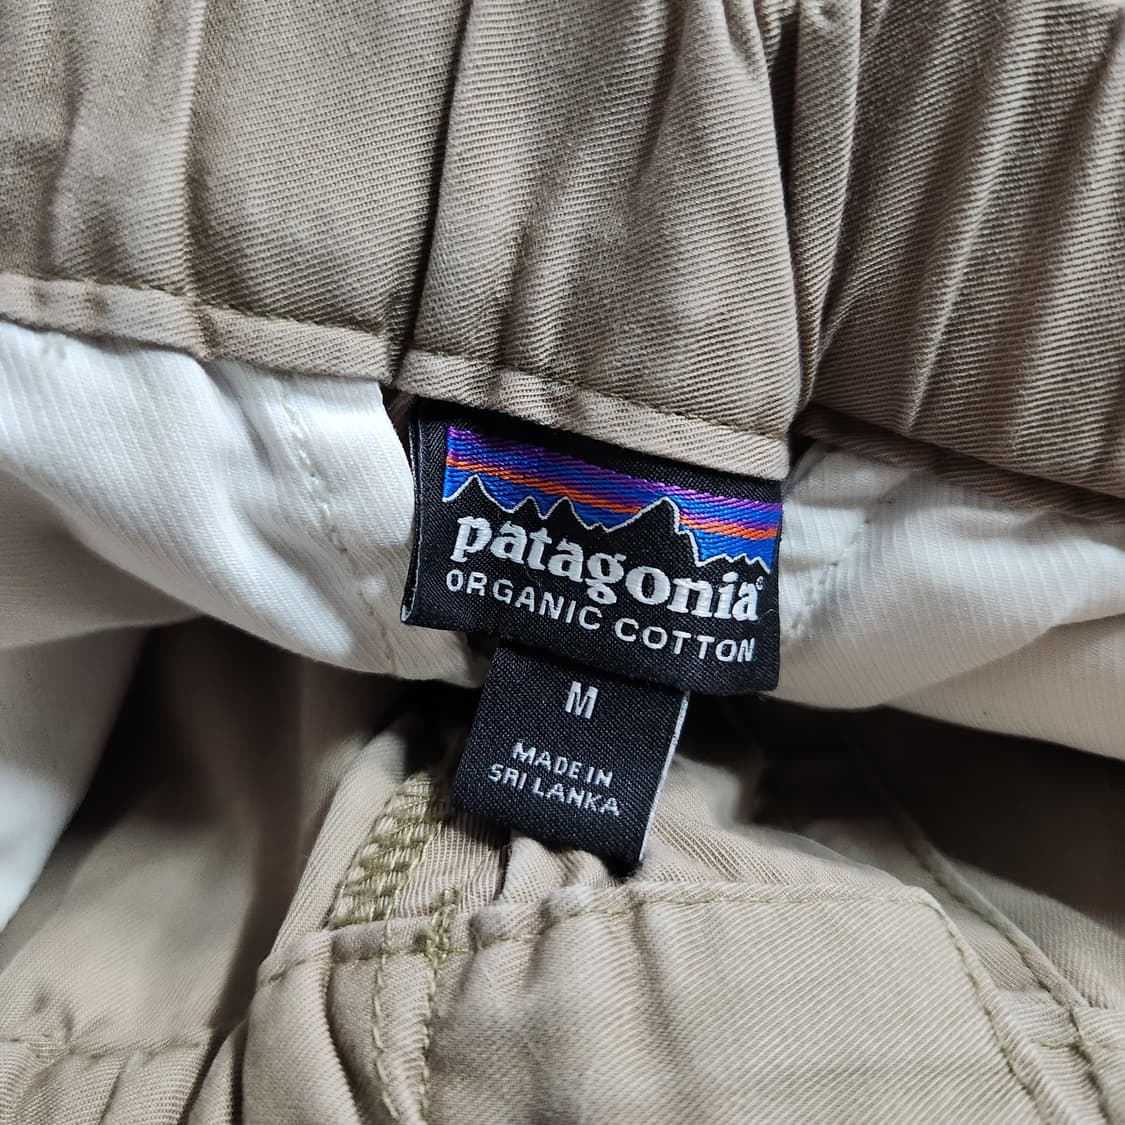 patagonia®
ORGANIC COTTON
M
MADE IN
SRI LANKA